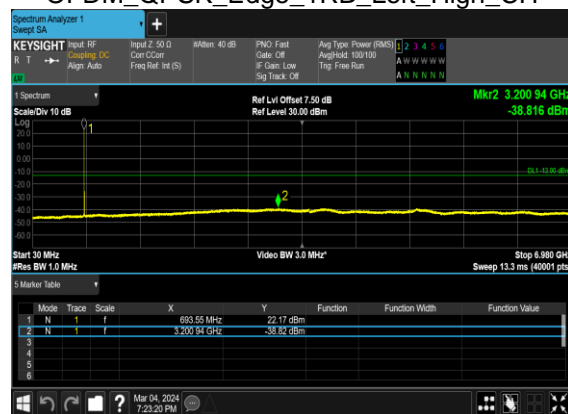 OFDM_QPSK_Edge_1RB_Left_High_CH
Spectrum Analyzer 1
Swept SA
+
KEYSIGHT Input: RF Input Z: 50 Ω #Atten: 40 dB PNO: Fast Avg Type: Power (RMS) 1 2 3 4 5 6
R T Coupling: DC Corr CCorr Gate: Off Avg|Hold: 100/100 A W W W W W
Align: Auto Freq Ref: Int (S) IF Gain: Low Trig: Free Run
LW Sig Track: Off A N N N N N
1 Spectrum Ref Lvl Offset 7.50 dB Mkr2 3.200 94 GHz
Scale/Div 10 dB Ref Level 30.00 dBm -38.816 dBm
Log
1
20.0
10.0
0.00
-10.0
DL1 -13.00 dBm
-20.0
-30.0
2
-40.0
-50.0
-60.0
Start 30 MHz Video BW 3.0 MHz* Stop 6.980 GHz
#Res BW 1.0 MHz Sweep 13.3 ms (40001 pts)
5 Marker Table
Mode Trace Scale X Y Function Function Width Function Value
1 N 1 f 693.55 MHz 22.17 dBm
2 N 1 f 3.200 94 GHz -38.82 dBm
3
4
5
6
? Mar 04, 2024
7:23:20 PM